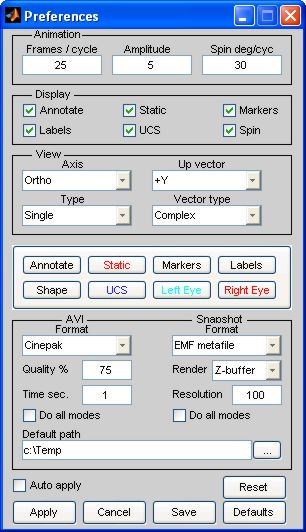 Preferences
Animation
Frames / cycle Amplitude Spin deg/cyc
25 5 30
Display
Annotate Static Markers
Labels UCS Spin
View
Axis Up vector
Ortho +Y
Type Vector type
Single Complex
Annotate Static Markers Labels
Shape UCS Left Eye Right Eye
AVI Snapshot
Format Format
Cinepak EMF metafile
Quality % 75 Render Z-buffer
Time sec. 1 Resolution 100
Do all modes Do all modes
Default path
c:\Temp ...
Auto apply Reset
Apply Cancel Save Defaults